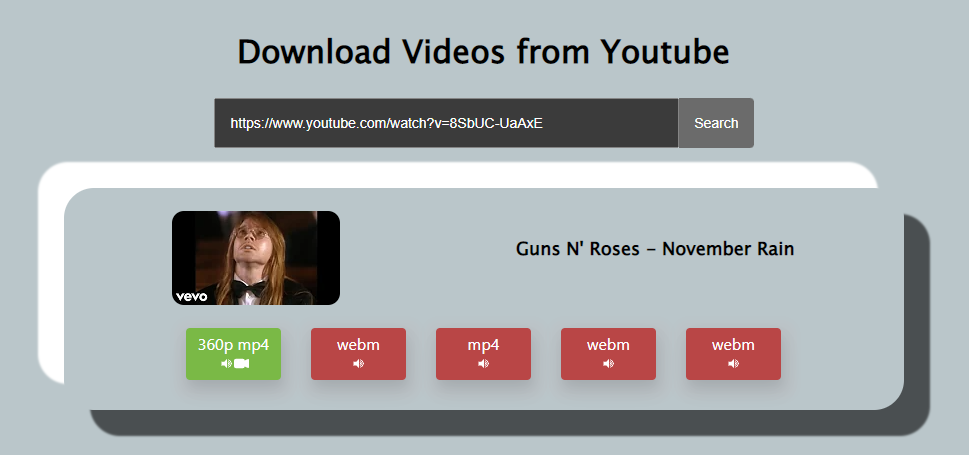 Download Videos from Youtube
https://www.youtube.com/watch?v=8SbUC-UaAxE
Search
vevo
Guns N' Roses - November Rain
360p mp4
webm
mp4
webm
webm